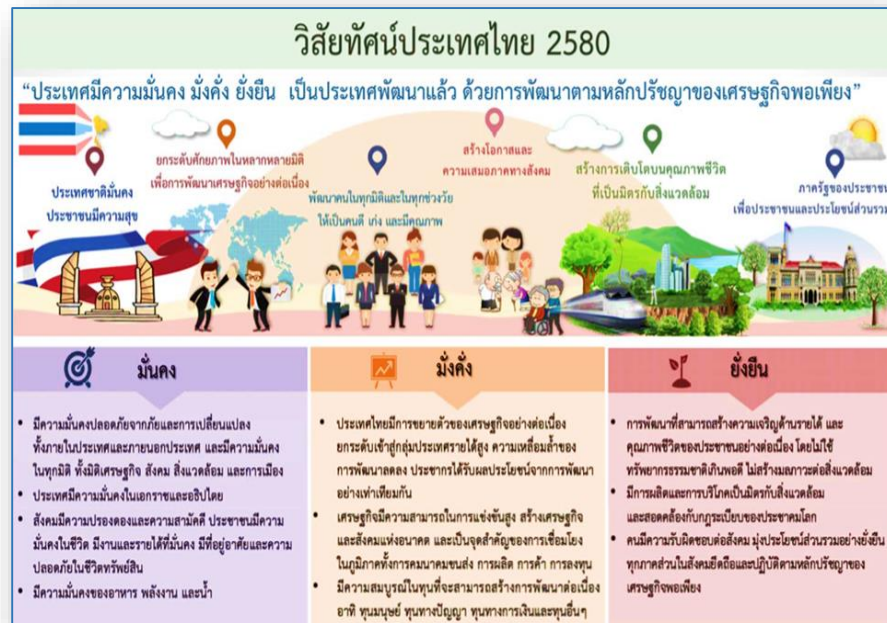 วิสัยทัศน์ประเทศไทย 2580
“ประเทศมีความมั่นคง มั่งคั่ง ยั่งยืน เป็นประเทศพัฒนาแล้ว ด้วยการพัฒนาตามหลักปรัชญาของเศรษฐกิจพอเพียง”
ประเทศชาติมั่นคง
ประชาชนมีความสุข
ยกระดับศักยภาพในหลากหลายมิติ
เพื่อการพัฒนาเศรษฐกิจอย่างต่อเนื่อง
พัฒนาคนในทุกมิติและในทุกช่วงวัย
ให้เป็นคนดี เก่ง และมีคุณภาพ
สร้างโอกาสและ
ความเสมอภาคทางสังคม
สร้างการเติบโตบนคุณภาพชีวิต
ที่เป็นมิตรกับสิ่งแวดล้อม
ภาครัฐของประชาชน
เพื่อประชาชนและประโยชน์ส่วนรวม
มั่นคง
• มีความมั่นคงปลอดภัยจากภัยและการเปลี่ยนแปลง
ทั้งภายในประเทศและภายนอกประเทศ และมีความมั่นคง
ในทุกมิติ ทั้งมิติเศรษฐกิจ สังคม สิ่งแวดล้อม และการเมือง
• ประเทศมีความมั่นคงในเอกราชและอธิปไตย
• สังคมมีความปรองดองและความสามัคคี ประชาชนมีความ
มั่นคงในชีวิต มีงานและรายได้ที่มั่นคง มีที่อยู่อาศัยและความ
ปลอดภัยในชีวิตทรัพย์สิน
• มีความมั่นคงของอาหาร พลังงาน และน้ำ
มั่งคั่ง
• ประเทศไทยมีการขยายตัวของเศรษฐกิจอย่างต่อเนื่อง
ยกระดับเข้าสู่กลุ่มประเทศรายได้สูง ความเหลื่อมล้ำของ
การพัฒนาลดลง ประชากรได้รับผลประโยชน์จากการพัฒนา
อย่างเท่าเทียมกัน
• เศรษฐกิจมีความสามารถในการแข่งขันสูง สร้างเศรษฐกิจ
และสังคมแห่งอนาคต และเป็นจุดสำคัญของการเชื่อมโยง
ในภูมิภาคทั้งการคมนาคมขนส่ง การผลิต การค้า การลงทุน
• มีความสมบูรณ์ในทุนที่จะสามารถสร้างการพัฒนาต่อเนื่อง
อาทิ ทุนมนุษย์ ทุนทางปัญญา ทุนทางการเงินและทุนอื่นๆ
ยั่งยืน
• การพัฒนาที่สามารถสร้างความเจริญด้านรายได้ และ
คุณภาพชีวิตของประชาชนอย่างต่อเนื่อง โดยไม่ใช้
ทรัพยากรธรรมชาติเกินพอดี ไม่สร้างมลภาวะต่อสิ่งแวดล้อม
• มีการผลิตและการบริโภคเป็นมิตรกับสิ่งแวดล้อม
และสอดคล้องกับกฎระเบียบของประชาคมโลก
• คนมีความรับผิดชอบต่อสังคม มุ่งประโยชน์ส่วนรวมอย่างยั่งยืน
ทุกภาคส่วนในสังคมยึดถือและปฏิบัติตามหลักปรัชญาของ
เศรษฐกิจพอเพียง